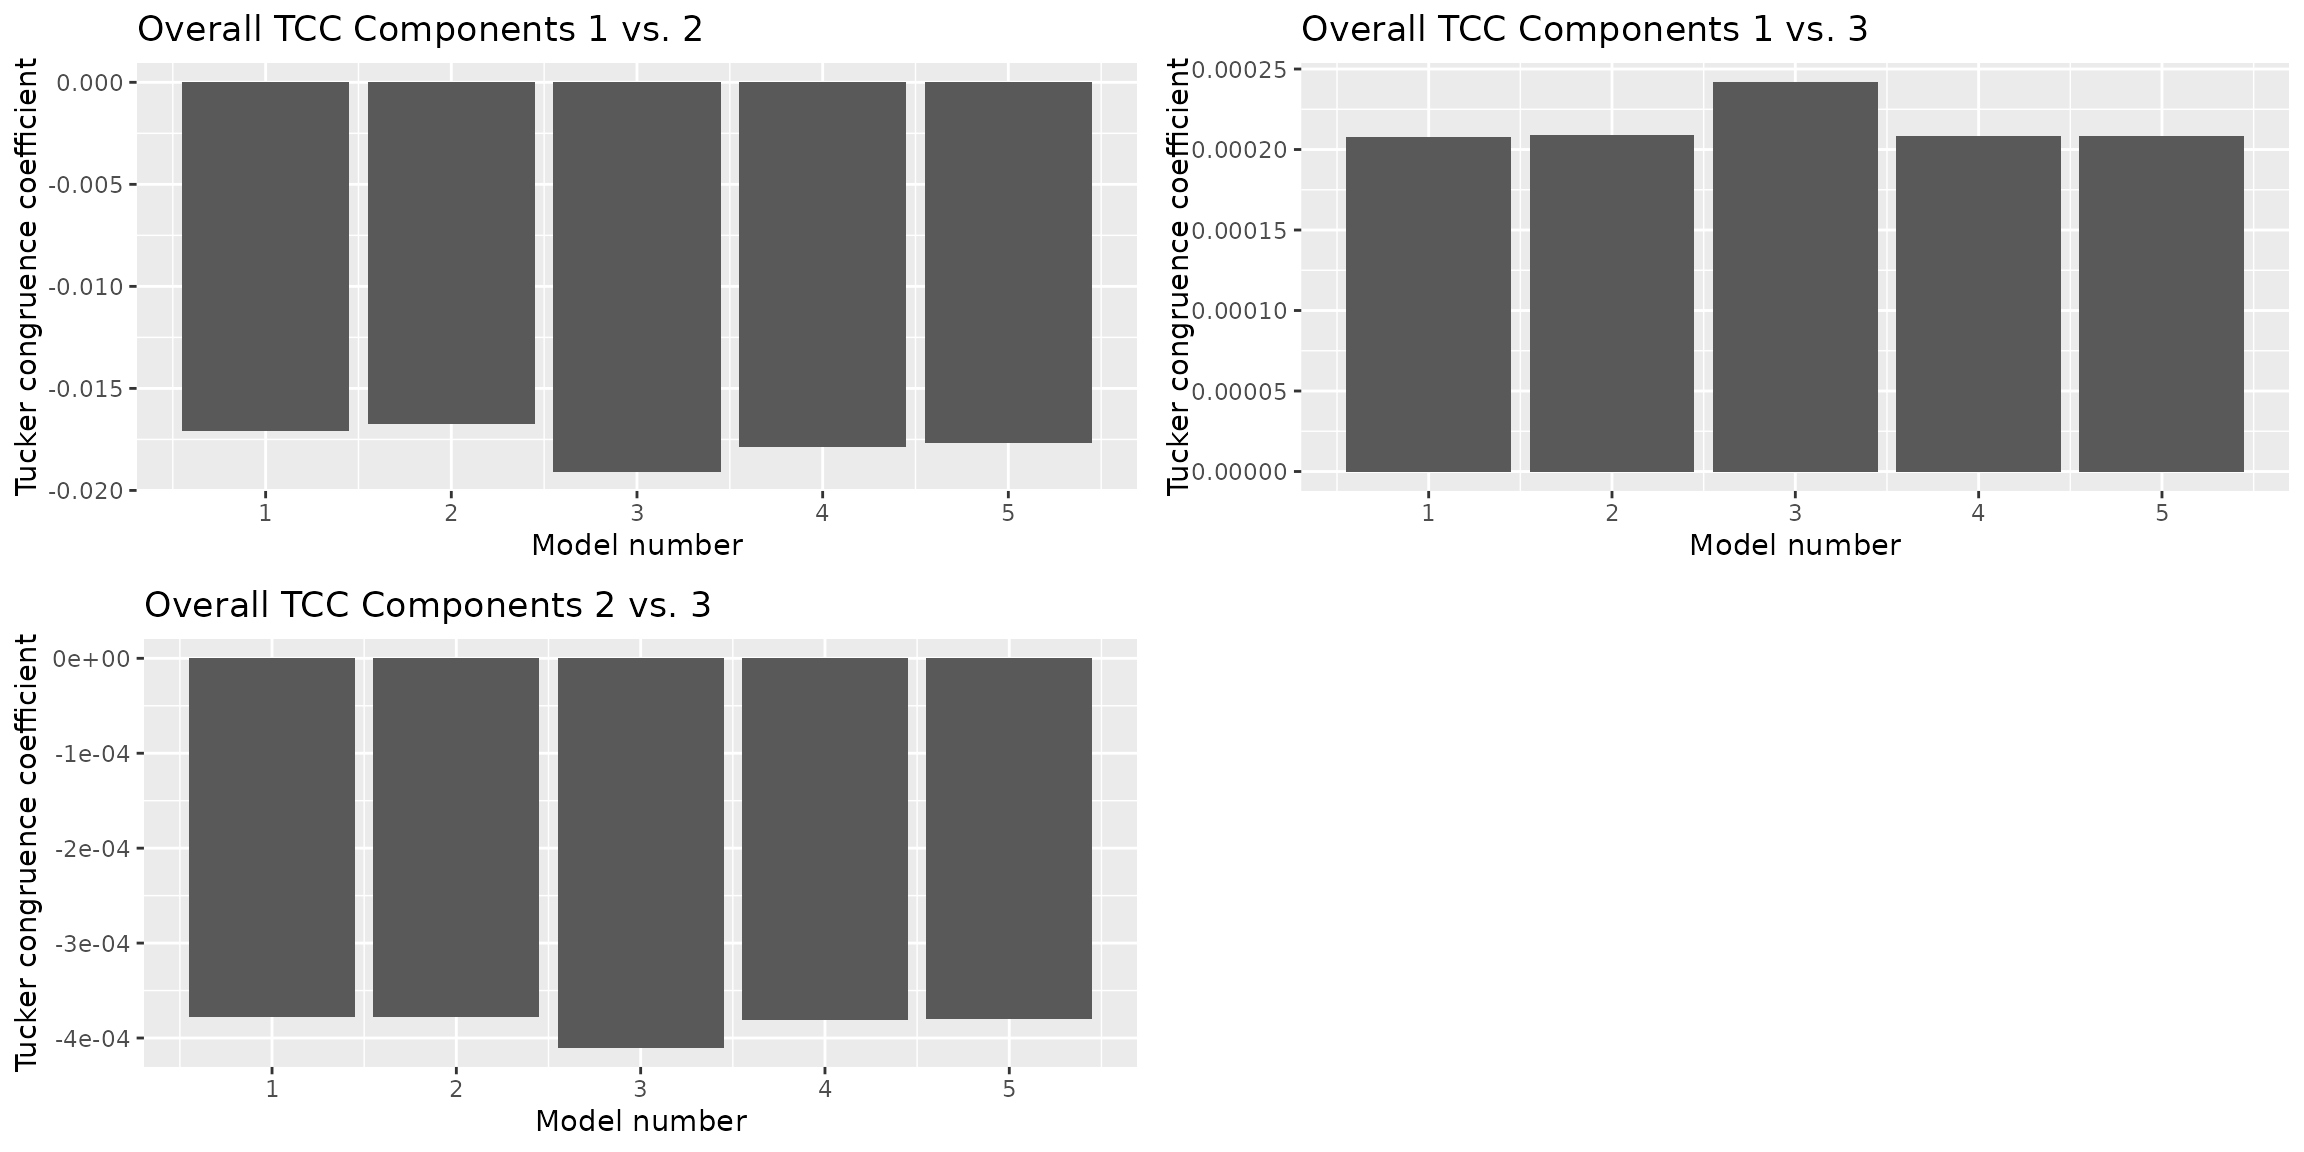 Overall TCC Components 1 vs. 2
Tucker congruence coefficient
0.000
-0.005
-0.010
-0.015
-0.020
1 2 3 4 5
Model number
Overall TCC Components 1 vs. 3
Tucker congruence coefficient
0.00025
0.00020
0.00015
0.00010
0.00005
0.00000
1 2 3 4 5
Model number
Overall TCC Components 2 vs. 3
Tucker congruence coefficient
0e+00
-1e-04
-2e-04
-3e-04
-4e-04
1 2 3 4 5
Model number